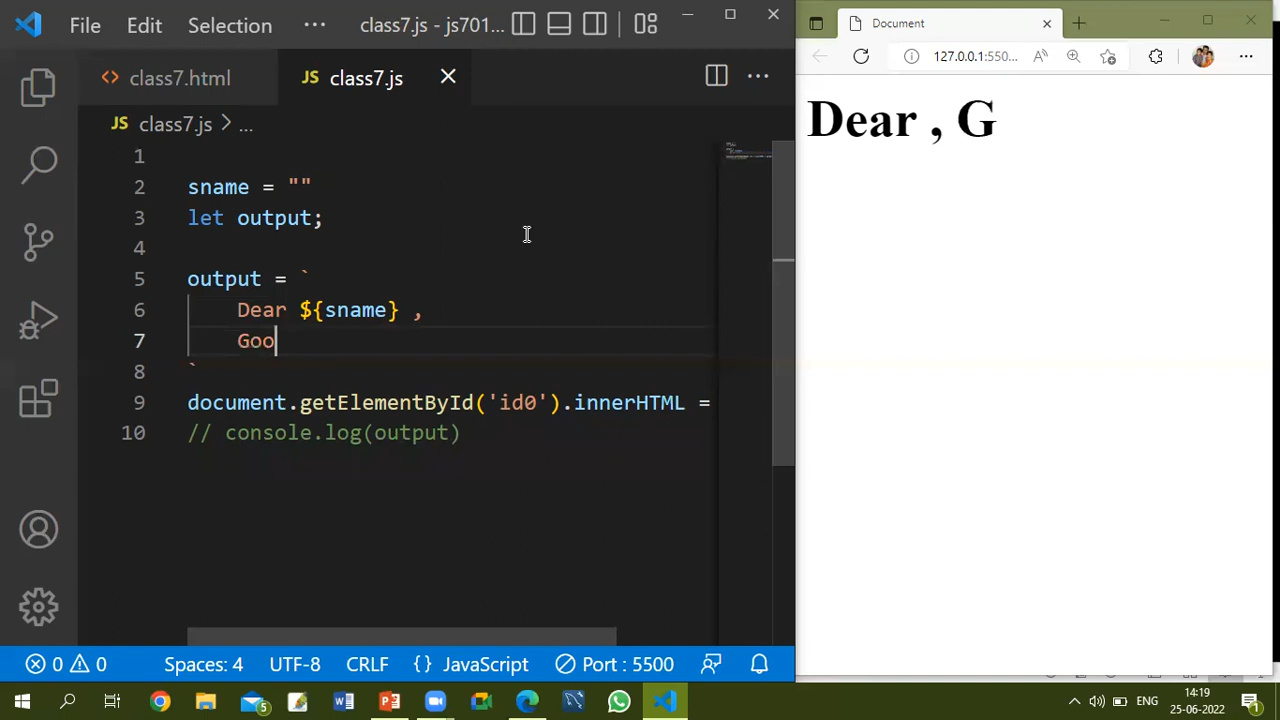 File Edit Selection ··· class7.js - js701...
class7.html JS class7.js
JS class7.js > ...
1
2 sname = ""
3 let output;
4
5 output = `
6 Dear ${sname} ,
7 Goo
8 `
9 document.getElementById('id0').innerHTML =
10 // console.log(output)
0 0 Spaces: 4 UTF-8 CRLF {} JavaScript Port : 5500
Document
127.0.0.1:550...
Dear , G
5
ENG
14:19
25-06-2022
1